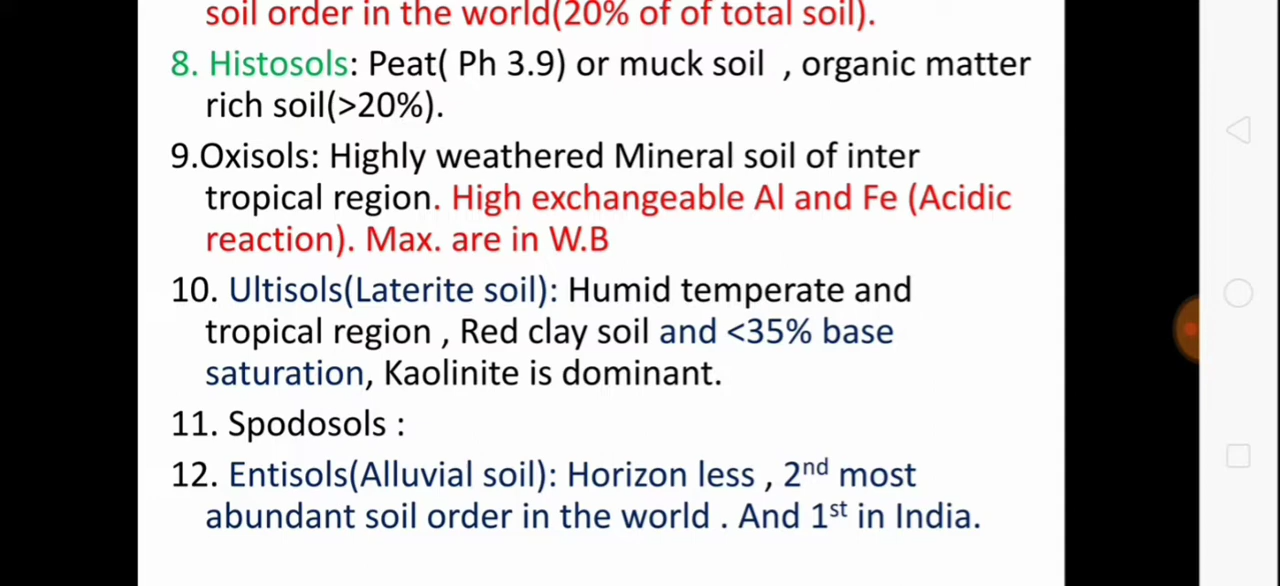 soil order in the world(20% of of total soil).
8. Histosols: Peat( Ph 3.9) or muck soil , organic matter
rich soil(>20%).
9.Oxisols: Highly weathered Mineral soil of inter
tropical region. High exchangeable Al and Fe (Acidic
reaction). Max. are in W.B
10. Ultisols(Laterite soil): Humid temperate and
tropical region , Red clay soil and <35% base
saturation, Kaolinite is dominant.
11. Spodosols :
12. Entisols(Alluvial soil): Horizon less , 2nd most
abundant soil order in the world . And 1st in India.